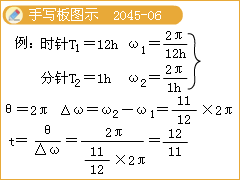 手写板图示 2045-06
例: 时针T₁=12h ω₁=2π/12h
分针T₂=1h ω₂=2π/1h
θ=2π Δω=ω₂-ω₁=11/12×2π
t=θ/Δω=2π/(11/12×2π)=12/11